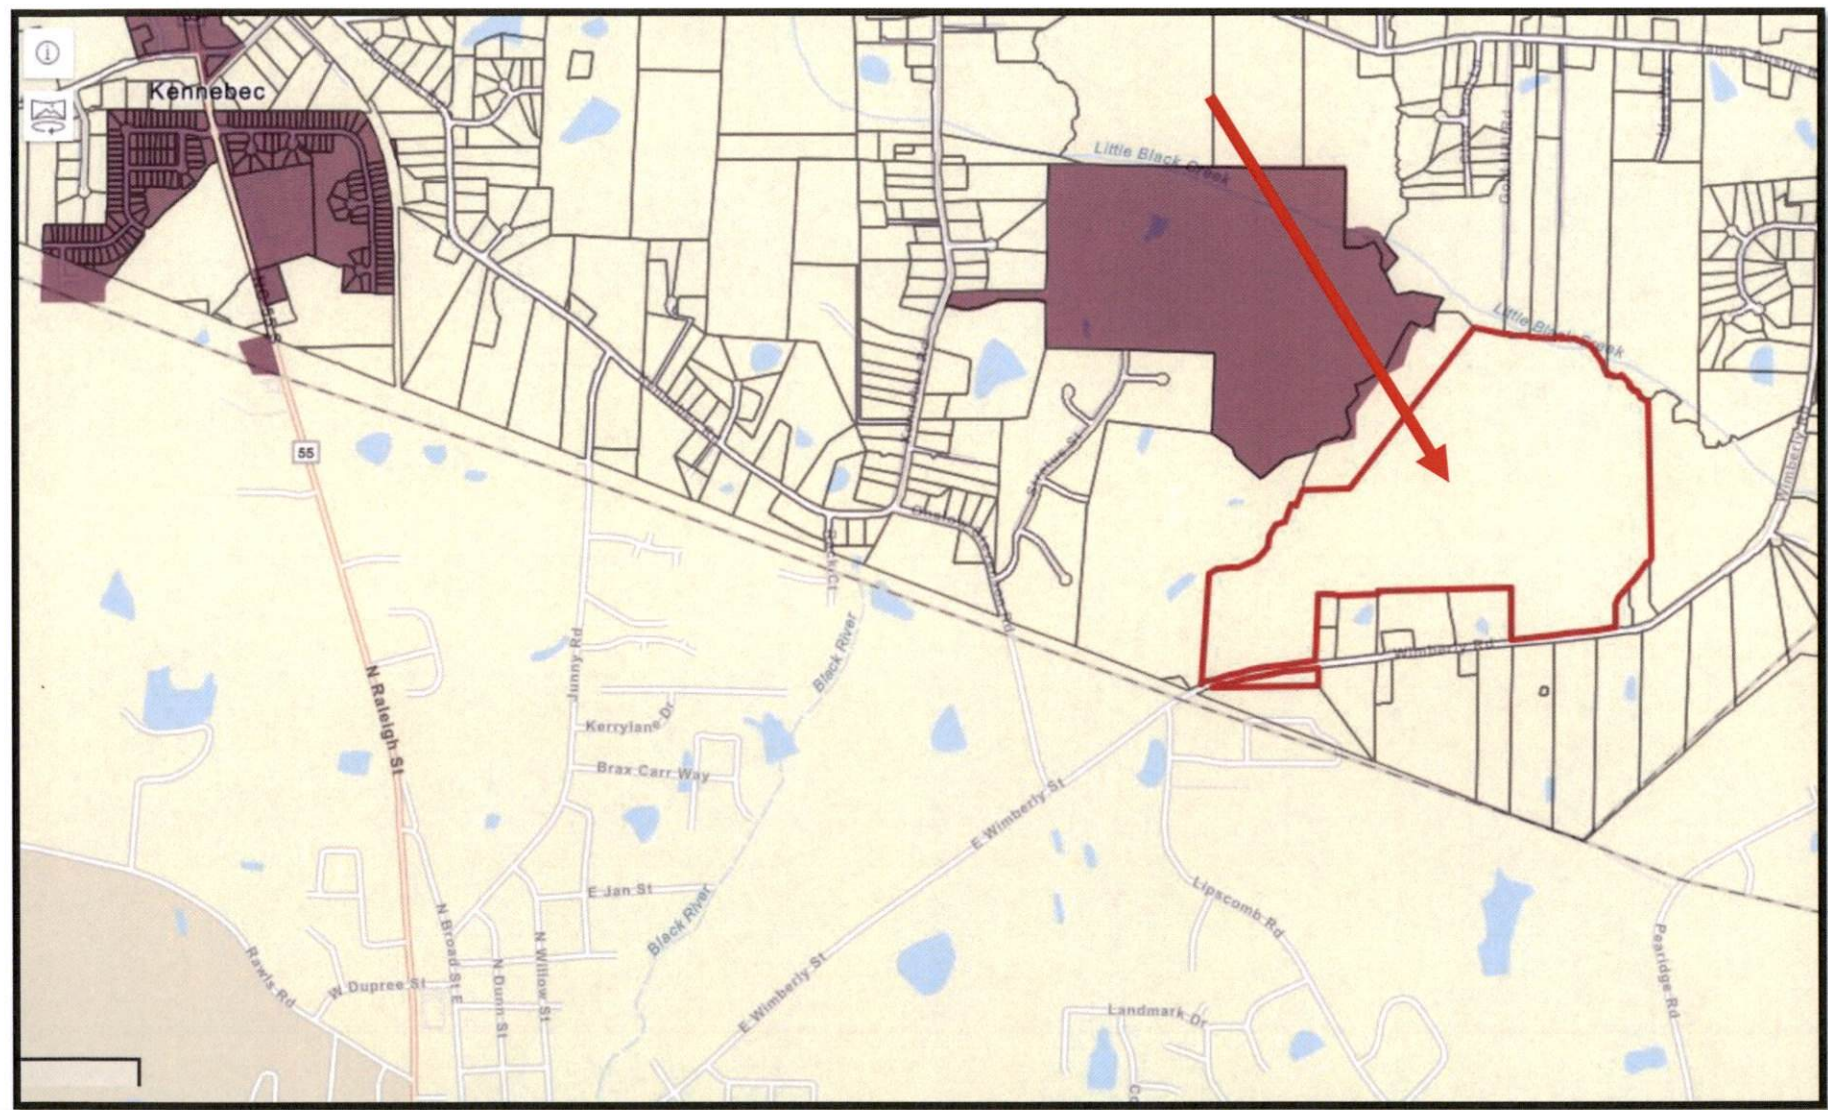 Kennebec
Little Black Creek
Little Black Creek
Wimberly Rd
55
Junny Rd
Black River
Wimberly Rd
N Raleigh St
Kerrylane Dr
Brax Carr Way
E Wimberly St
E Jan St
Black River
Lipscomb Rd
Pearidge Rd
N Broad St E
N Willow St
N Dunn St
Rawls Rd
W Dupree St
E Wimberly St
Landmark Dr